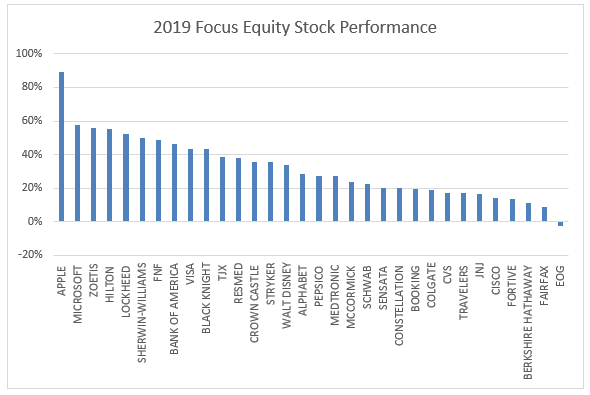 2019 Focus Equity Stock Performance
100%
80%
60%
40%
20%
0%
-20%
APPLE
MICROSOFT
ZOETIS
HILTON
LOCKHEED
SHERWIN-WILLIAMS
FNF
BANK OF AMERICA
VISA
BLACK KNIGHT
TJX
RESMED
CROWN CASTLE
STRYKER
WALT DISNEY
ALPHABET
PEPSICO
MEDTRONIC
MCCORMICK
SCHWAB
SENSATA
CONSTELLATION
BOOKING
COLGATE
CVS
TRAVELERS
JNJ
CISCO
FORTIVE
BERKSHIRE HATHAWAY
FAIRFAX
EOG